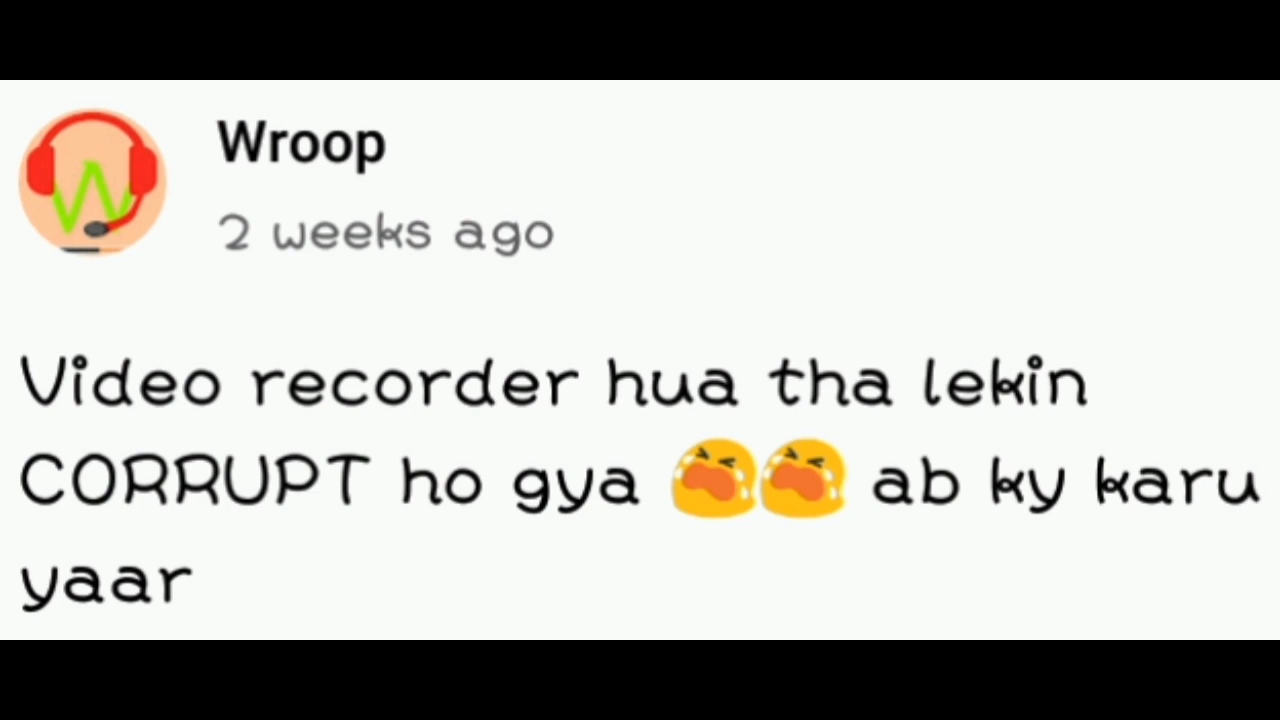 Wroop
2 weeks ago
Video recorder hua tha lekin
CORRUPT ho gya 😭😭 ab ky karu
yaar